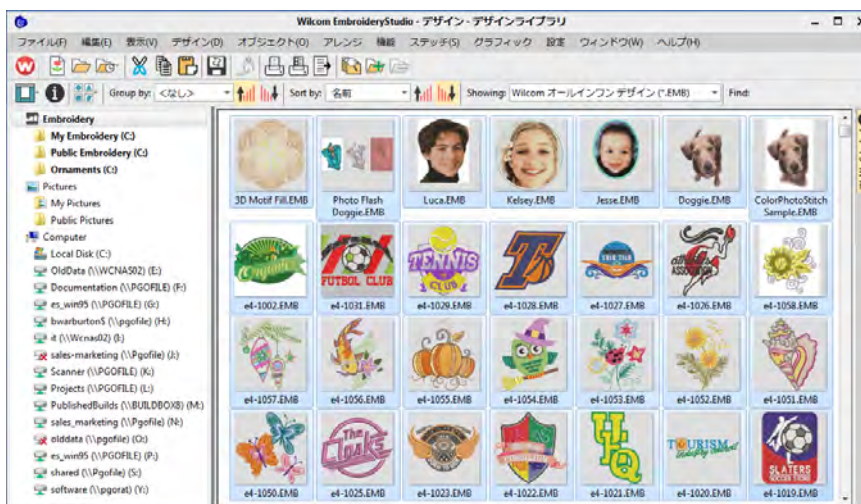 Wilcom EmbroideryStudio - デザイン - デザインライブラリ
ファイル(F) 編集(E) 表示(V) デザイン(D) オブジェクト(O) アレンジ 機能 ステッチ(S) グラフィック 設定 ウィンドウ(W) ヘルプ(H)
Group by: <なし> Sort by: 名前 Showing: Wilcom オールインワン デザイン (*.EMB) Find:
Embroidery
My Embroidery (C:)
Public Embroidery (C:)
Ornaments (C:)
Pictures
My Pictures
Public Pictures
Computer
Local Disk (C:)
OldData (\\WCNAS02) (E:)
Documentation (\\PGOFILE) (F:)
es_win95 (\\PGOFILE) (G:)
bwarburton$ (\\pgofile) (H:)
it (\\Wcnas02) (I:)
sales-marketing (\\Pgofile) (J:)
Scanner (\\PGOFILE) (K:)
Projects (\\PGOFILE) (L:)
PublishedBuilds (\\BUILDBOX8) (M:)
sales_marketing (\\Pgofile) (N:)
olddata (\\pgofile) (O:)
es_win95 (\\PGOFILE) (P:)
shared (\\Pgofile) (S:)
software (\\pgorat) (Y:)
3D Motif Fill.EMB Photo Flash Luca.EMB Kelsey.EMB Jesse.EMB Doggie.EMB ColorPhotoStitch
Doggie.EMB Sample.EMB
FUTBOL CLUB
TENNIS
CLUB
T
ASSOCIATION
e4-1002.EMB e4-1031.EMB e4-1029.EMB e4-1028.EMB e4-1027.EMB e4-1026.EMB e4-1058.EMB
e4-1057.EMB e4-1056.EMB e4-1055.EMB e4-1054.EMB e4-1053.EMB e4-1052.EMB e4-1051.EMB
The
Cloaks
HQ
TOURISM
SLATERS
SOCCER STORE
e4-1050.EMB e4-1025.EMB e4-1023.EMB e4-1022.EMB e4-1021.EMB e4-1020.EMB e4-1019.EMB